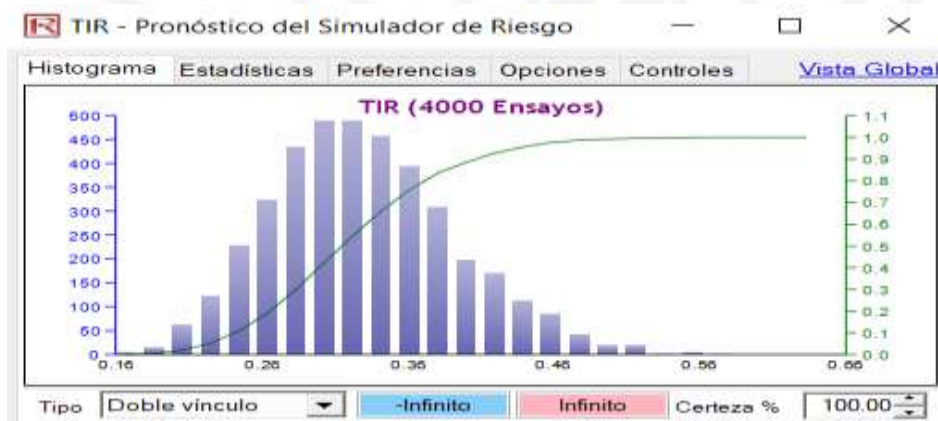 TIR - Pronóstico del Simulador de Riesgo
Histograma Estadísticas Preferencias Opciones Controles Vista Global
TIR (4000 Ensayos)
500 1.1
450 1.0
400 0.9
350 0.8
300 0.7
250 0.6
200 0.5
150 0.4
100 0.3
50 0.2
0 0.1
0.0
0.16 0.26 0.36 0.46 0.56 0.66
Tipo Doble vínculo -Infinito Infinito Certeza % 100.00